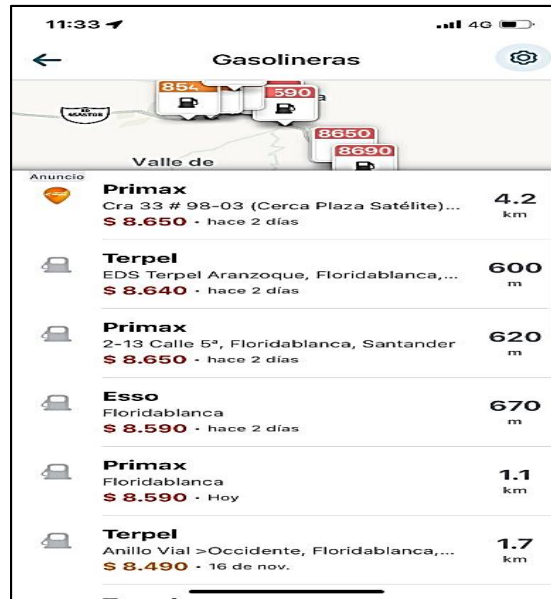 11:33
4G
Gasolineras
854
590
8650
8690
Valle de
Anuncio
Primax
Cra 33 # 98-03 (Cerca Plaza Satélite)...
$ 8.650 · hace 2 días
4.2
km
Terpel
EDS Terpel Aranzoque, Floridablanca,...
$ 8.640 · hace 2 días
600
m
Primax
2-13 Calle 5ª, Floridablanca, Santander
$ 8.650 · hace 2 días
620
m
Esso
Floridablanca
$ 8.590 · hace 2 días
670
m
Primax
Floridablanca
$ 8.590 · Hoy
1.1
km
Terpel
Anillo Vial >Occidente, Floridablanca,...
$ 8.490 · 16 de nov.
1.7
km